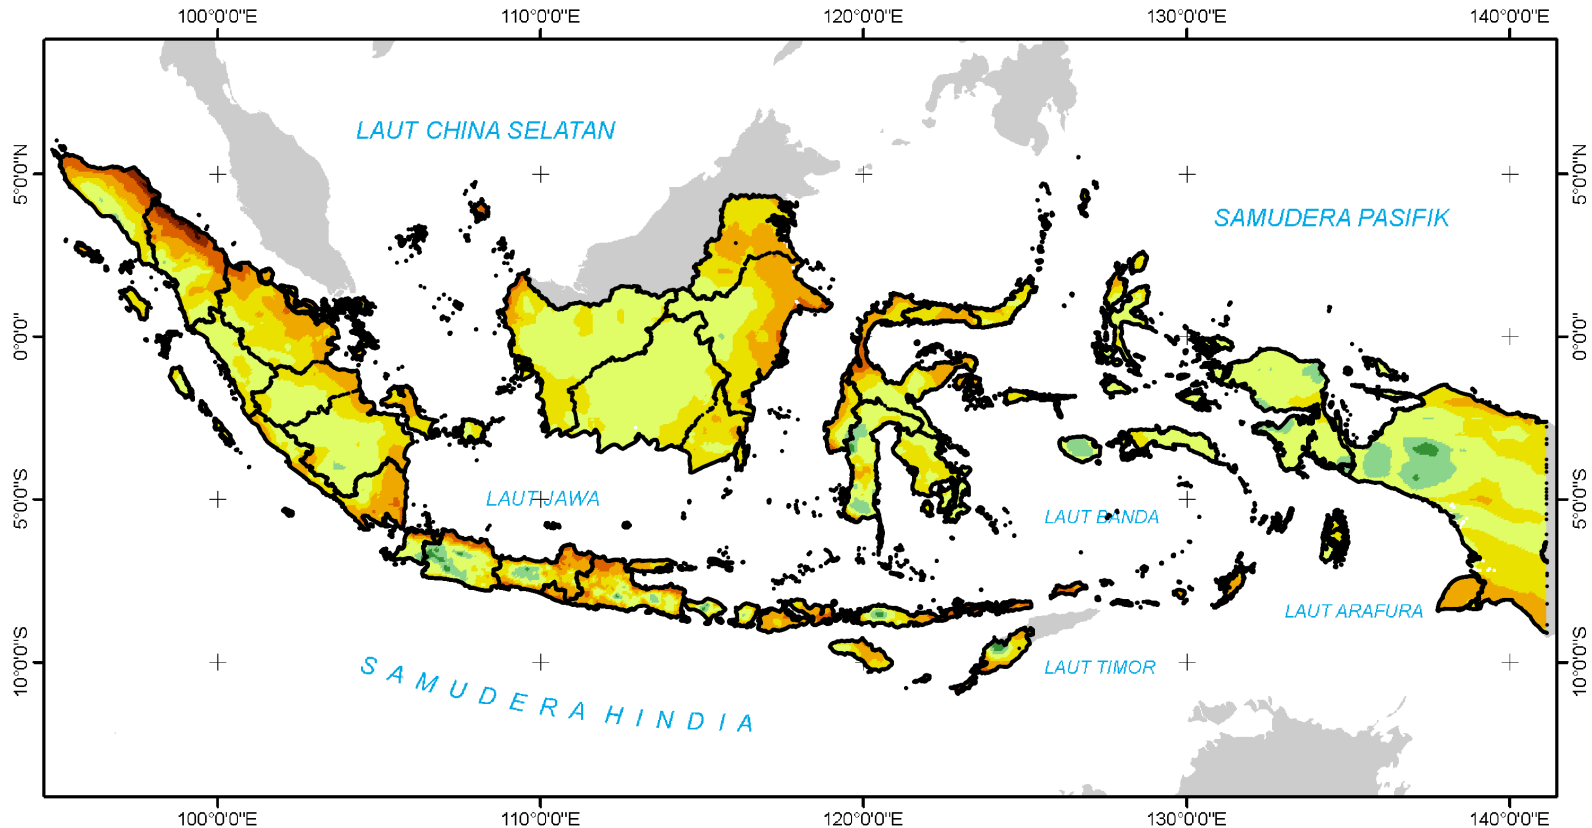 100°0'0"E 110°0'0"E 120°0'0"E 130°0'0"E 140°0'0"E
LAUT CHINA SELATAN
5°0'0"N 5°0'0"N
SAMUDERA PASIFIK
0°0'0" 0°0'0"
LAUT JAWA
5°0'0"S 5°0'0"S
LAUT BANDA
LAUT ARAFURA
10°0'0"S 10°0'0"S
LAUT TIMOR
SAMUDERA HINDIA
100°0'0"E 110°0'0"E 120°0'0"E 130°0'0"E 140°0'0"E